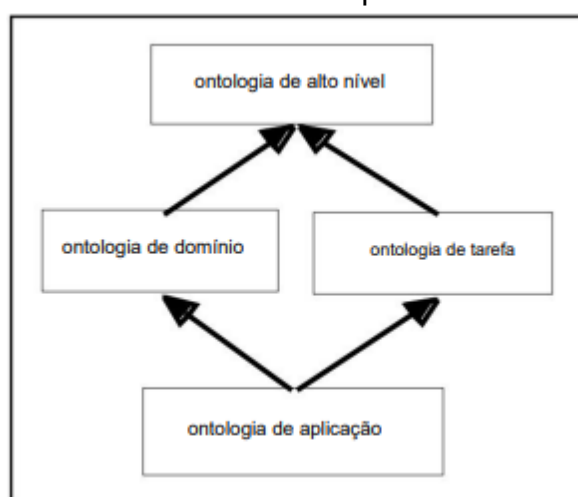 ontologia de alto nível
ontologia de domínio
ontologia de tarefa
ontologia de aplicação